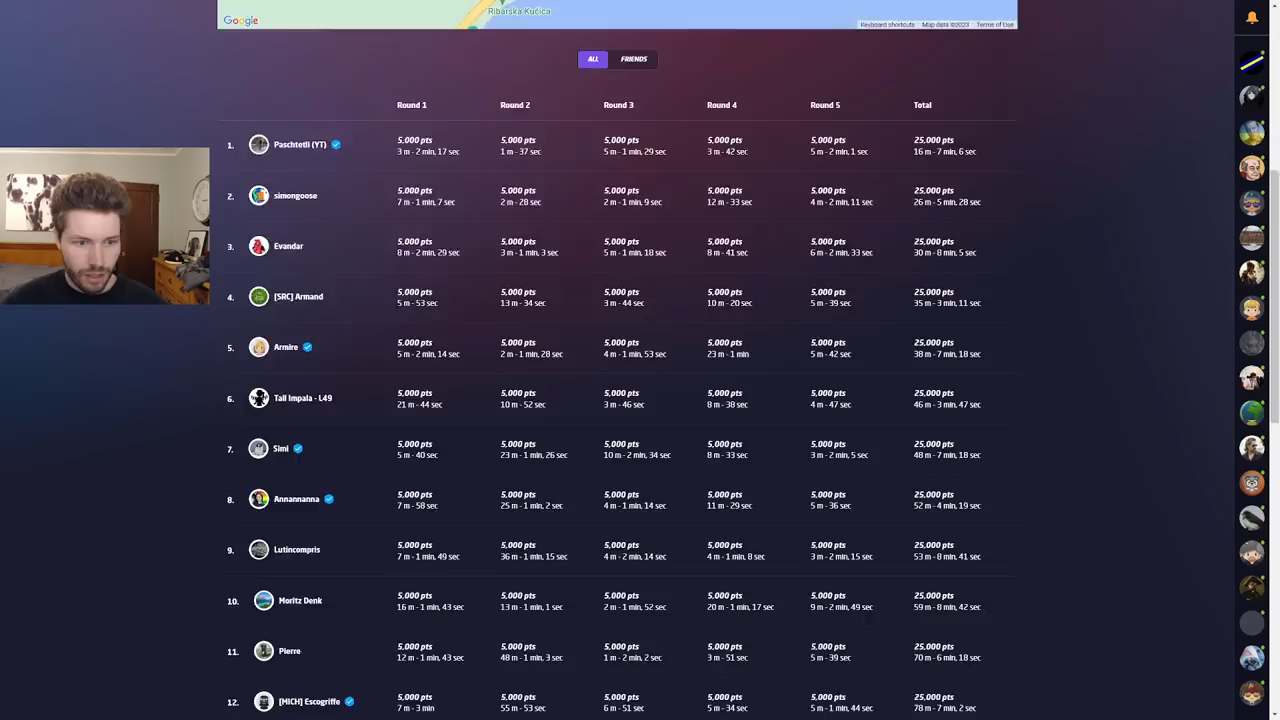 Ribarska Kućica
Google
Keyboard shortcuts Map data ©2023 Terms of Use
ALL FRIENDS
Round 1 Round 2 Round 3 Round 4 Round 5 Total
5,000 pts 5,000 pts 5,000 pts 5,000 pts 5,000 pts 25,000 pts
1. Paschtetli (YT)
3 m - 2 min, 17 sec 1 m - 37 sec 5 m - 1 min, 29 sec 3 m - 42 sec 5 m - 2 min, 1 sec 16 m - 7 min, 6 sec
5,000 pts 5,000 pts 5,000 pts 5,000 pts 5,000 pts 25,000 pts
2. simongoose
7 m - 1 min, 7 sec 2 m - 28 sec 2 m - 1 min, 9 sec 12 m - 33 sec 4 m - 2 min, 11 sec 26 m - 5 min, 28 sec
5,000 pts 5,000 pts 5,000 pts 5,000 pts 5,000 pts 25,000 pts
3. Evandar
8 m - 2 min, 29 sec 3 m - 1 min, 3 sec 5 m - 1 min, 18 sec 8 m - 41 sec 6 m - 2 min, 33 sec 30 m - 8 min, 5 sec
5,000 pts 5,000 pts 5,000 pts 5,000 pts 5,000 pts 25,000 pts
4. [SRC] Armand
5 m - 53 sec 13 m - 34 sec 3 m - 44 sec 10 m - 20 sec 5 m - 39 sec 35 m - 3 min, 11 sec
5,000 pts 5,000 pts 5,000 pts 5,000 pts 5,000 pts 25,000 pts
5. Armire
5 m - 2 min, 14 sec 2 m - 1 min, 28 sec 4 m - 1 min, 53 sec 23 m - 1 min 5 m - 42 sec 38 m - 7 min, 18 sec
5,000 pts 5,000 pts 5,000 pts 5,000 pts 5,000 pts 25,000 pts
6. Tail Impala - L49
21 m - 44 sec 10 m - 52 sec 3 m - 46 sec 8 m - 38 sec 4 m - 47 sec 46 m - 3 min, 47 sec
5,000 pts 5,000 pts 5,000 pts 5,000 pts 5,000 pts 25,000 pts
7. Simi
5 m - 40 sec 23 m - 1 min, 26 sec 10 m - 2 min, 34 sec 8 m - 33 sec 3 m - 2 min, 5 sec 48 m - 7 min, 18 sec
5,000 pts 5,000 pts 5,000 pts 5,000 pts 5,000 pts 25,000 pts
8. Annannanna
7 m - 58 sec 25 m - 1 min, 2 sec 4 m - 1 min, 14 sec 11 m - 29 sec 5 m - 36 sec 52 m - 4 min, 19 sec
5,000 pts 5,000 pts 5,000 pts 5,000 pts 5,000 pts 25,000 pts
9. Lutincompris
7 m - 1 min, 49 sec 36 m - 1 min, 15 sec 4 m - 2 min, 14 sec 4 m - 1 min, 8 sec 3 m - 2 min, 15 sec 53 m - 8 min, 41 sec
5,000 pts 5,000 pts 5,000 pts 5,000 pts 5,000 pts 25,000 pts
10. Moritz Denk
16 m - 1 min, 43 sec 13 m - 1 min, 1 sec 2 m - 1 min, 52 sec 20 m - 1 min, 17 sec 9 m - 2 min, 49 sec 59 m - 8 min, 42 sec
5,000 pts 5,000 pts 5,000 pts 5,000 pts 5,000 pts 25,000 pts
11. Pierre
12 m - 1 min, 43 sec 48 m - 1 min, 3 sec 1 m - 2 min, 2 sec 3 m - 51 sec 5 m - 39 sec 70 m - 6 min, 18 sec
5,000 pts 5,000 pts 5,000 pts 5,000 pts 5,000 pts 25,000 pts
12. [MICH] Escogriffe
7 m - 3 min 55 m - 53 sec 6 m - 51 sec 5 m - 34 sec 5 m - 1 min, 44 sec 78 m - 7 min, 2 sec